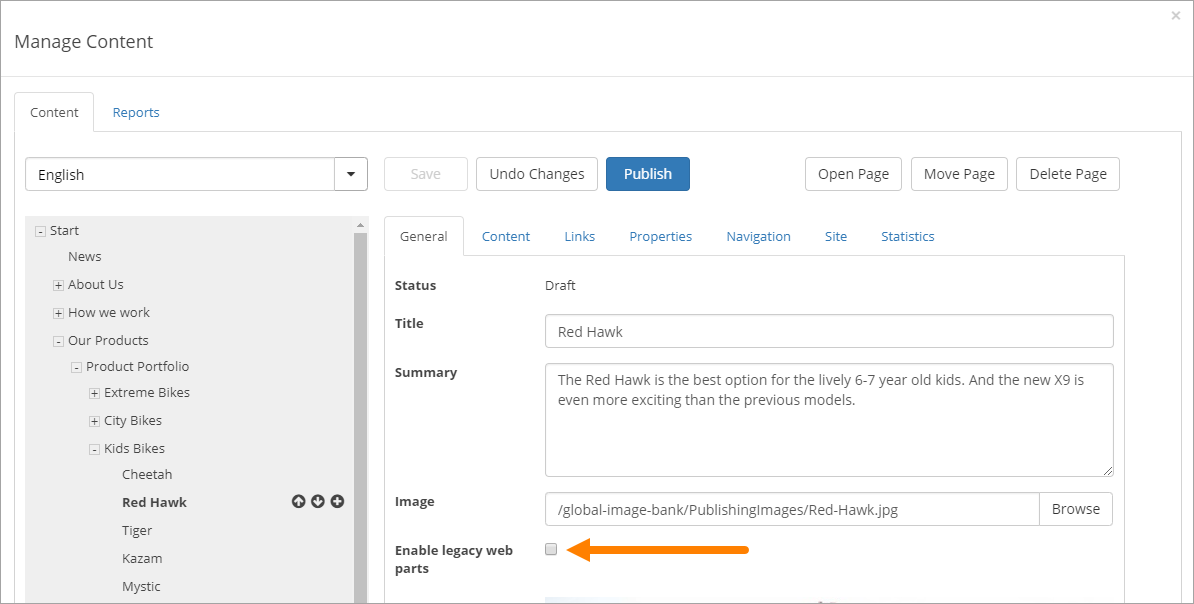 Manage Content
Content Reports
English
Save Undo Changes Publish Open Page Move Page Delete Page
Start
News
About Us
How we work
Our Products
Product Portfolio
Extreme Bikes
City Bikes
Kids Bikes
Cheetah
Red Hawk
Tiger
Kazam
Mystic
General Content Links Properties Navigation Site Statistics
Status Draft
Title Red Hawk
Summary The Red Hawk is the best option for the lively 6-7 year old kids. And the new X9 is
even more exciting than the previous models.
Image /global-image-bank/PublishingImages/Red-Hawk.jpg Browse
Enable legacy web
parts